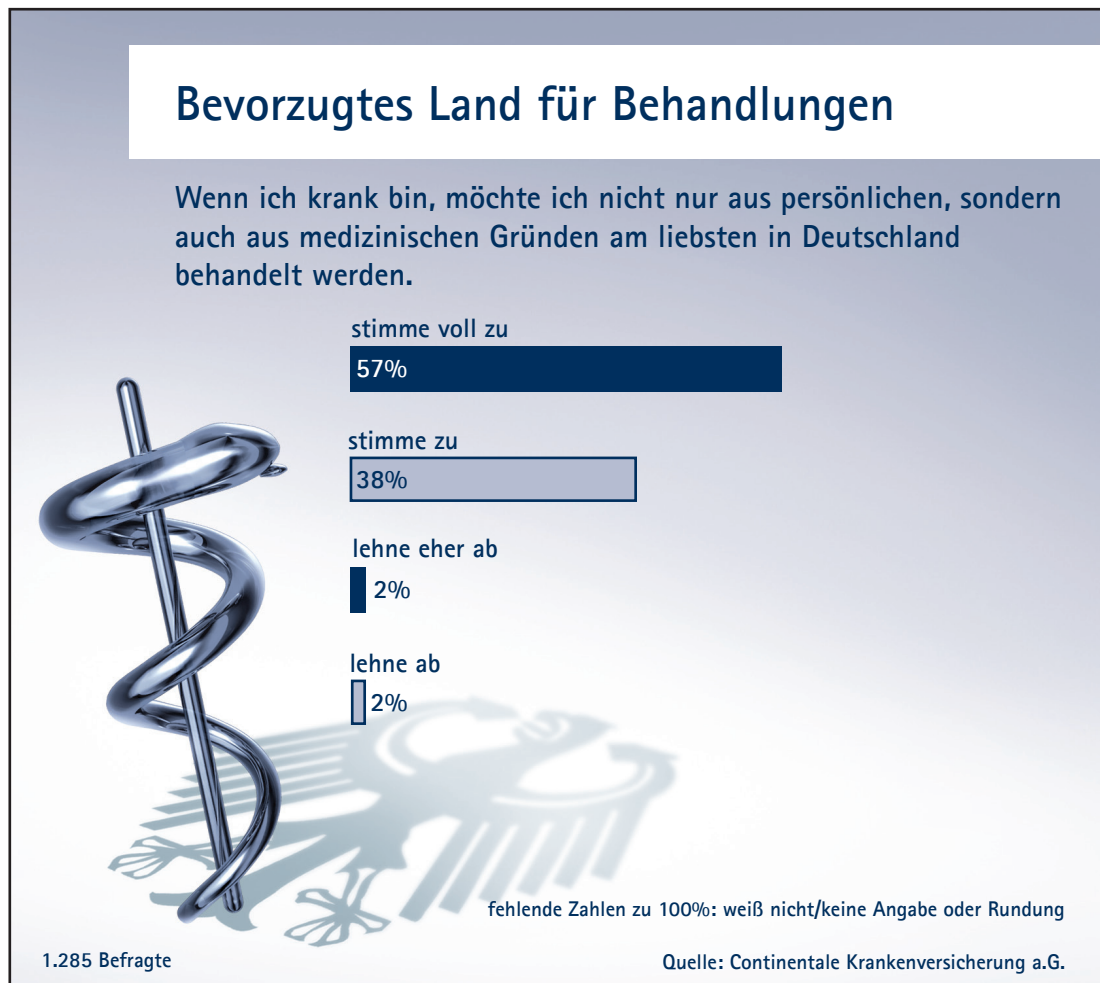 Bevorzugtes Land für Behandlungen
Wenn ich krank bin, möchte ich nicht nur aus persönlichen, sondern
auch aus medizinischen Gründen am liebsten in Deutschland
behandelt werden.
stimme voll zu
57%
stimme zu
38%
lehne eher ab
2%
lehne ab
2%
fehlende Zahlen zu 100%: weiß nicht/keine Angabe oder Rundung
1.285 Befragte
Quelle: Continentale Krankenversicherung a.G.